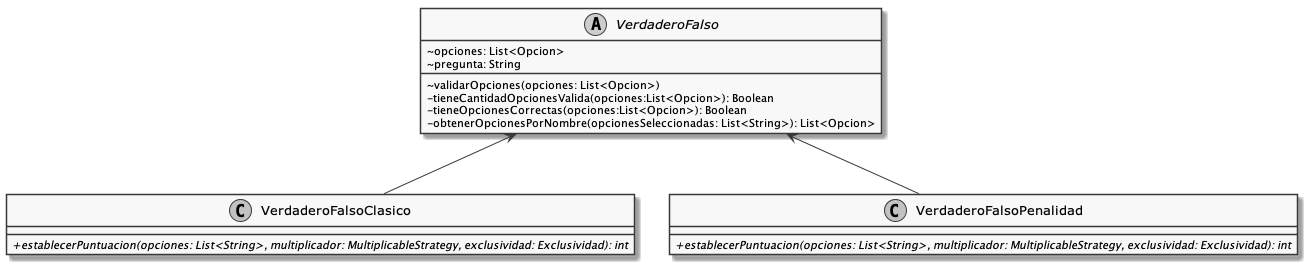 A VerdaderoFalso
~opciones: List<Opcion>
~pregunta: String
~validarOpciones(opciones: List<Opcion>)
-tieneCantidadOpcionesValida(opciones:List<Opcion>): Boolean
-tieneOpcionesCorrectas(opciones:List<Opcion>): Boolean
-obtenerOpcionesPorNombre(opcionesSeleccionadas: List<String>): List<Opcion>
C VerdaderoFalsoClasico
+establecerPuntuacion(opciones: List<String>, multiplicador: MultiplicableStrategy, exclusividad: Exclusividad): int
C VerdaderoFalsoPenalidad
+establecerPuntuacion(opciones: List<String>, multiplicador: MultiplicableStrategy, exclusividad: Exclusividad): int